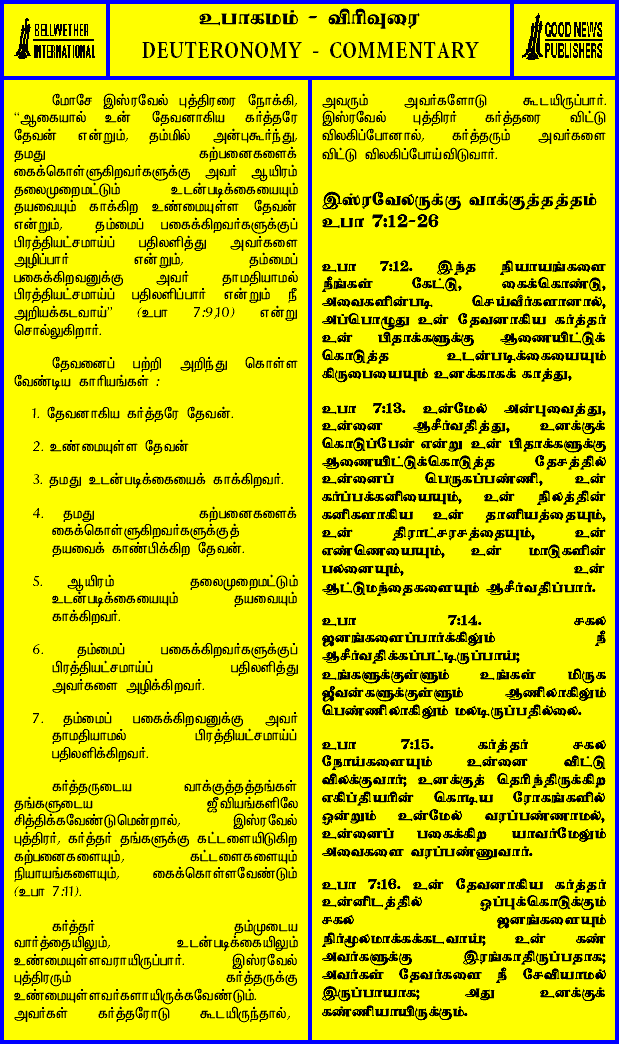 BELLWETHER
INTERNATIONAL
உபாகமம் - விரிவுரை
DEUTERONOMY - COMMENTARY
GOOD NEWS
PUBLISHERS
மோசே இஸ்ரவேல் புத்திரரை நோக்கி,
“ஆகையால் உன் தேவனாகிய கர்த்தரே
தேவன் என்றும், தம்மில் அன்புகூர்ந்து,
தமது கற்பனைகளைக்
கைக்கொள்ளுகிறவர்களுக்கு அவர் ஆயிரம்
தலைமுறைமட்டும் உடன்படிக்கையையும்
தயவையும் காக்கிற உண்மையுள்ள தேவன்
என்றும், தம்மைப் பகைக்கிறவர்களுக்குப்
பிரத்தியட்சமாய்ப் பதிலளித்து அவர்களை
அழிப்பார் என்றும், தம்மைப்
பகைக்கிறவனுக்கு அவர் தாமதியாமல்
பிரத்தியட்சமாய்ப் பதிலளிப்பார் என்றும் நீ
அறியக்கடவாய்” (உபா 7:9,10) என்று
சொல்லுகிறார்.
தேவனைப் பற்றி அறிந்து கொள்ள
வேண்டிய காரியங்கள் :
1. தேவனாகிய கர்த்தரே தேவன்.
2. உண்மையுள்ள தேவன்
3. தமது உடன்படிக்கையைக் காக்கிறவர்.
4. தமது கற்பனைகளைக்
கைக்கொள்ளுகிறவர்களுக்குத்
தயவைக் காண்பிக்கிற தேவன்.
5. ஆயிரம் தலைமுறைமட்டும்
உடன்படிக்கையையும் தயவையும்
காக்கிறவர்.
6. தம்மைப் பகைக்கிறவர்களுக்குப்
பிரத்தியட்சமாய்ப் பதிலளித்து
அவர்களை அழிக்கிறவர்.
7. தம்மைப் பகைக்கிறவனுக்கு அவர்
தாமதியாமல் பிரத்தியட்சமாய்ப்
பதிலளிக்கிறவர்.
கர்த்தருடைய வாக்குத்தத்தங்கள்
தங்களுடைய ஜீவியங்களிலே
சித்திக்கவேண்டுமென்றால், இஸ்ரவேல்
புத்திரர், கர்த்தர் தங்களுக்கு கட்டளையிடுகிற
கற்பனைகளையும், கட்டளைகளையும்
நியாயங்களையும், கைக்கொள்ளவேண்டும்
(உபா 7:11).
கர்த்தர் தம்முடைய
வார்த்தையிலும், உடன்படிக்கையிலும்
உண்மையுள்ளவராயிருப்பார். இஸ்ரவேல்
புத்திரரும் கர்த்தருக்கு
உண்மையுள்ளவர்களாயிருக்கவேண்டும்.
அவர்கள் கர்த்தரோடு கூடயிருந்தால்,
அவரும் அவர்களோடு கூடயிருப்பார்.
இஸ்ரவேல் புத்திரர் கர்த்தரை விட்டு
விலகிப்போனால், கர்த்தரும் அவர்களை
விட்டு விலகிப்போய்விடுவார்.
இஸ்ரவேலருக்கு வாக்குத்தத்தம்
உபா 7:12-26
உபா 7:12. இந்த நியாயங்களை
நீங்கள் கேட்டு, கைக்கொண்டு,
அவைகளின்படி செய்வீர்களானால்,
அப்பொழுது உன் தேவனாகிய கர்த்தர்
உன் பிதாக்களுக்கு ஆணையிட்டுக்
கொடுத்த உடன்படிக்கையையும்
கிருபையையும் உனக்காகக் காத்து,
உபா 7:13. உன்மேல் அன்புவைத்து,
உன்னை ஆசீர்வதித்து, உனக்குக்
கொடுப்பேன் என்று உன் பிதாக்களுக்கு
ஆணையிட்டுக்கொடுத்த தேசத்தில்
உன்னைப் பெருகப்பண்ணி, உன்
கர்ப்பக்கனியையும், உன் நிலத்தின்
கனிகளாகிய உன் தானியத்தையும்,
உன் திராட்சரசத்தையும், உன்
எண்ணெயையும், உன் மாடுகளின்
பலனையும், உன்
ஆட்டுமந்தைகளையும் ஆசீர்வதிப்பார்.
உபா 7:14. சகல
ஜனங்களைப்பார்க்கிலும் நீ
ஆசீர்வதிக்கப்பட்டிருப்பாய்;
உங்களுக்குள்ளும் உங்கள் மிருக
ஜீவன்களுக்குள்ளும் ஆணிலாகிலும்
பெண்ணிலாகிலும் மலடிருப்பதில்லை.
உபா 7:15. கர்த்தர் சகல
நோய்களையும் உன்னை விட்டு
விலக்குவார்; உனக்குத் தெரிந்திருக்கிற
எகிப்தியரின் கொடிய ரோகங்களில்
ஒன்றும் உன்மேல் வரப்பண்ணாமல்,
உன்னைப் பகைக்கிற யாவர்மேலும்
அவைகளை வரப்பண்ணுவார்.
உபா 7:16. உன் தேவனாகிய கர்த்தர்
உன்னிடத்தில் ஒப்புக்கொடுக்கும்
சகல ஜனங்களையும்
நிர்மூலமாக்கக்கடவாய்; உன் கண்
அவர்களுக்கு இரங்காதிருப்பதாக;
அவர்கள் தேவர்களை நீ சேவியாமல்
இருப்பாயாக; அது உனக்குக்
கண்ணியாயிருக்கும்.